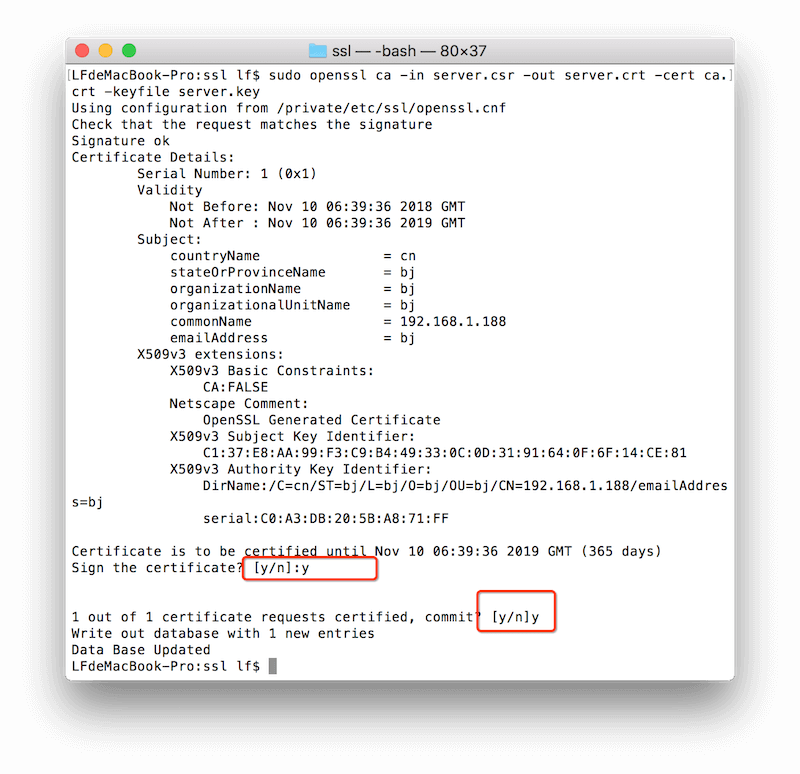 ssl — -bash — 80×37
[LFdeMacBook-Pro:ssl lf$ sudo openssl ca -in server.csr -out server.crt -cert ca.]
crt -keyfile server.key
Using configuration from /private/etc/ssl/openssl.cnf
Check that the request matches the signature
Signature ok
Certificate Details:
        Serial Number: 1 (0x1)
        Validity
            Not Before: Nov 10 06:39:36 2018 GMT
            Not After : Nov 10 06:39:36 2019 GMT
        Subject:
            countryName               = cn
            stateOrProvinceName       = bj
            organizationName          = bj
            organizationalUnitName    = bj
            commonName                = 192.168.1.188
            emailAddress              = bj
        X509v3 extensions:
            X509v3 Basic Constraints:
                CA:FALSE
            Netscape Comment:
                OpenSSL Generated Certificate
            X509v3 Subject Key Identifier:
                C1:37:E8:AA:99:F3:C9:B4:49:33:0C:0D:31:91:64:0F:6F:14:CE:81
            X509v3 Authority Key Identifier:
                DirName:/C=cn/ST=bj/L=bj/O=bj/OU=bj/CN=192.168.1.188/emailAddres
s=bj
                serial:C0:A3:DB:20:5B:A8:71:FF
Certificate is to be certified until Nov 10 06:39:36 2019 GMT (365 days)
Sign the certificate? [y/n]:y
1 out of 1 certificate requests certified, commit? [y/n]y
Write out database with 1 new entries
Data Base Updated
LFdeMacBook-Pro:ssl lf$